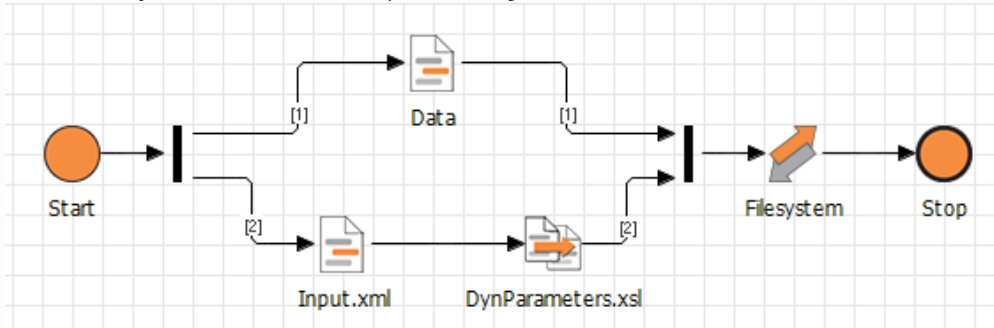 Data
[1]
[1]
Start
Filesystem
Stop
[2]
[2]
Input.xml
DynParameters.xsl